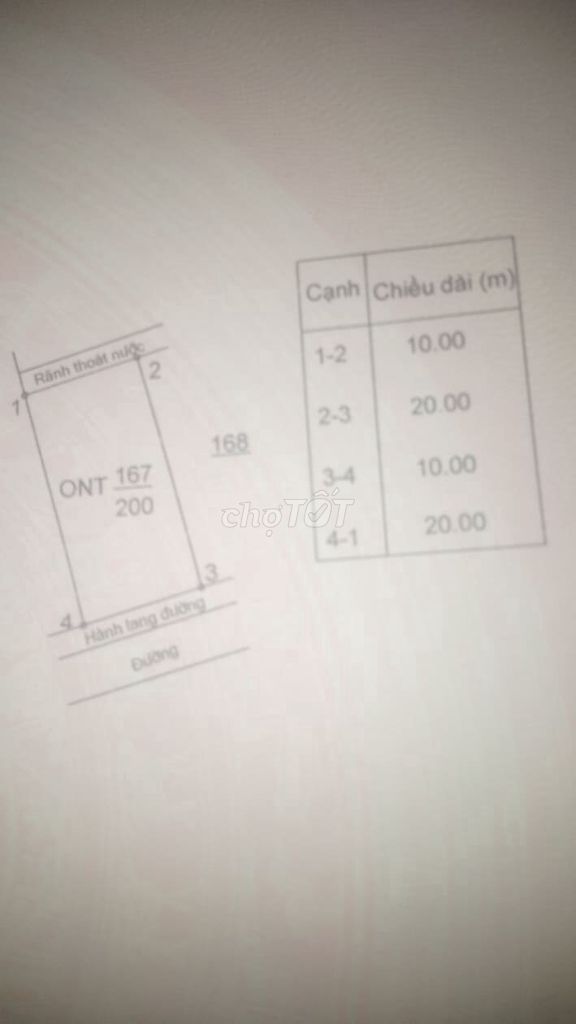 Cạnh Chiều dài (m)
1-2 10.00
2-3 20.00
3-4 10.00
4-1 20.00
Rãnh thoát nước
1
2
168
ONT 167
200
3
4
Hành lang đường
Đường
chợTỐT